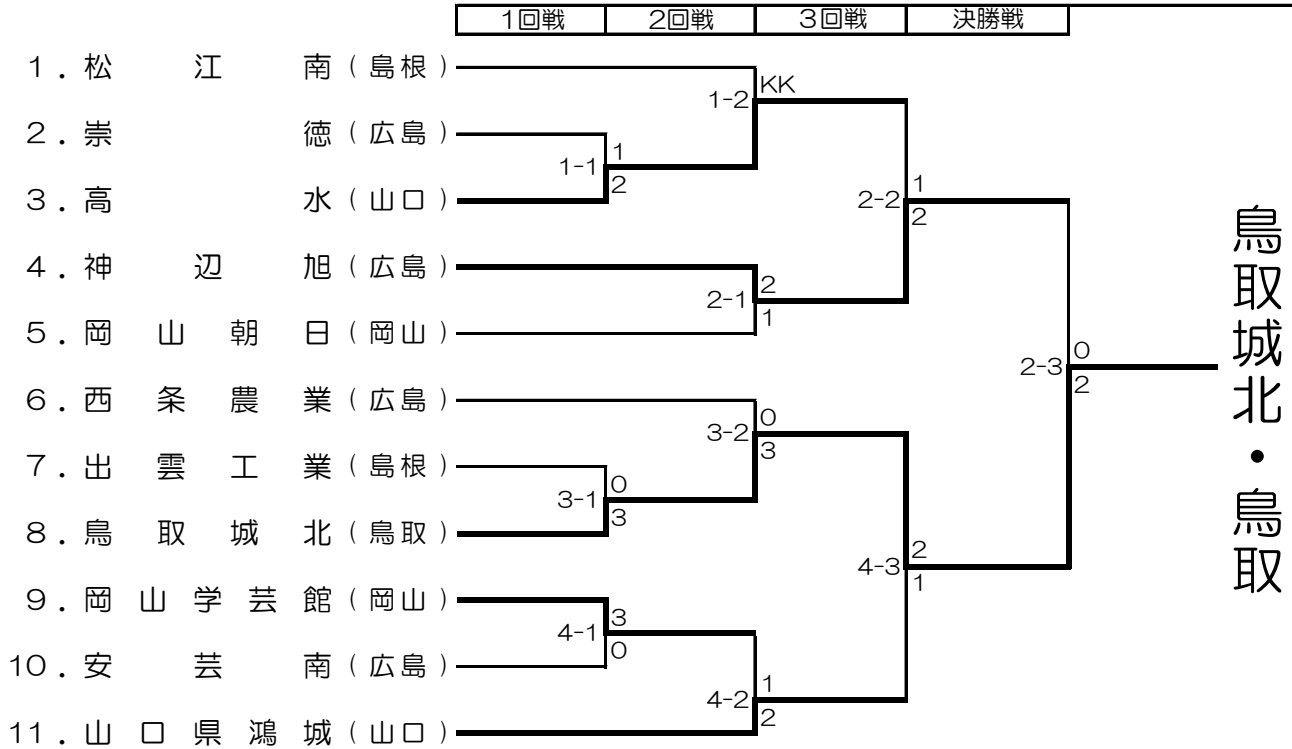 1回戦 2回戦 3回戦 決勝戦
1.松江南(島根)
KK
1-2
2.崇徳(広島)
1
1-1
2
3.高水(山口)
1
2-2
2
4.神辺旭(広島)
2
2-1
1
5.岡山朝日(岡山)
0
2-3
2
6.西条農業(広島)
0
3-2
3
7.出雲工業(島根)
0
3-1
3
8.鳥取城北(鳥取)
2
4-3
1
9.岡山学芸館(岡山)
3
4-1
0
10.安芸南(広島)
1
4-2
2
11.山口県鴻城(山口)
鳥取城北・鳥取